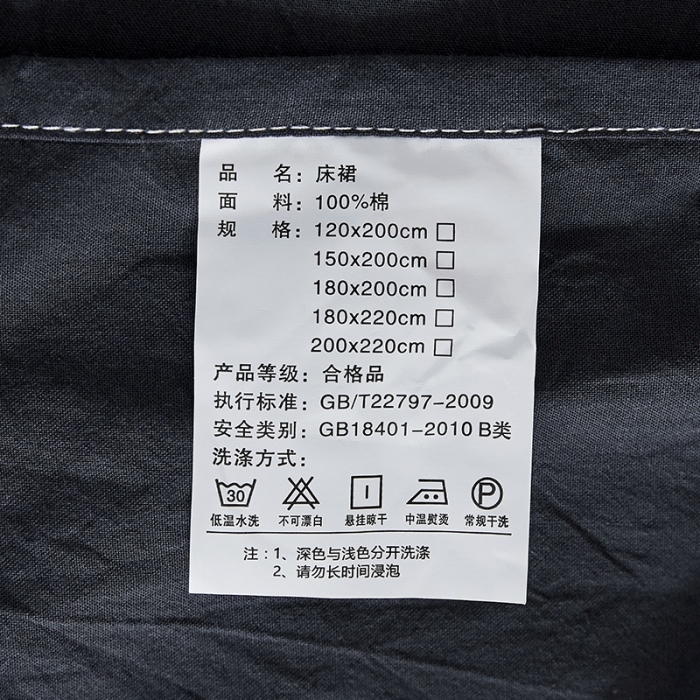 品 名：床裙
面 料：100%棉
规 格：120x200cm □
150x200cm □
180x200cm □
180x220cm □
200x220cm □
产品等级：合格品
执行标准：GB/T22797-2009
安全类别：GB18401-2010 B类
洗涤方式：
30 P
低温水洗 不可漂白 悬挂晾干 中温熨烫 常规干洗
注：1、深色与浅色分开洗涤
2、请勿长时间浸泡